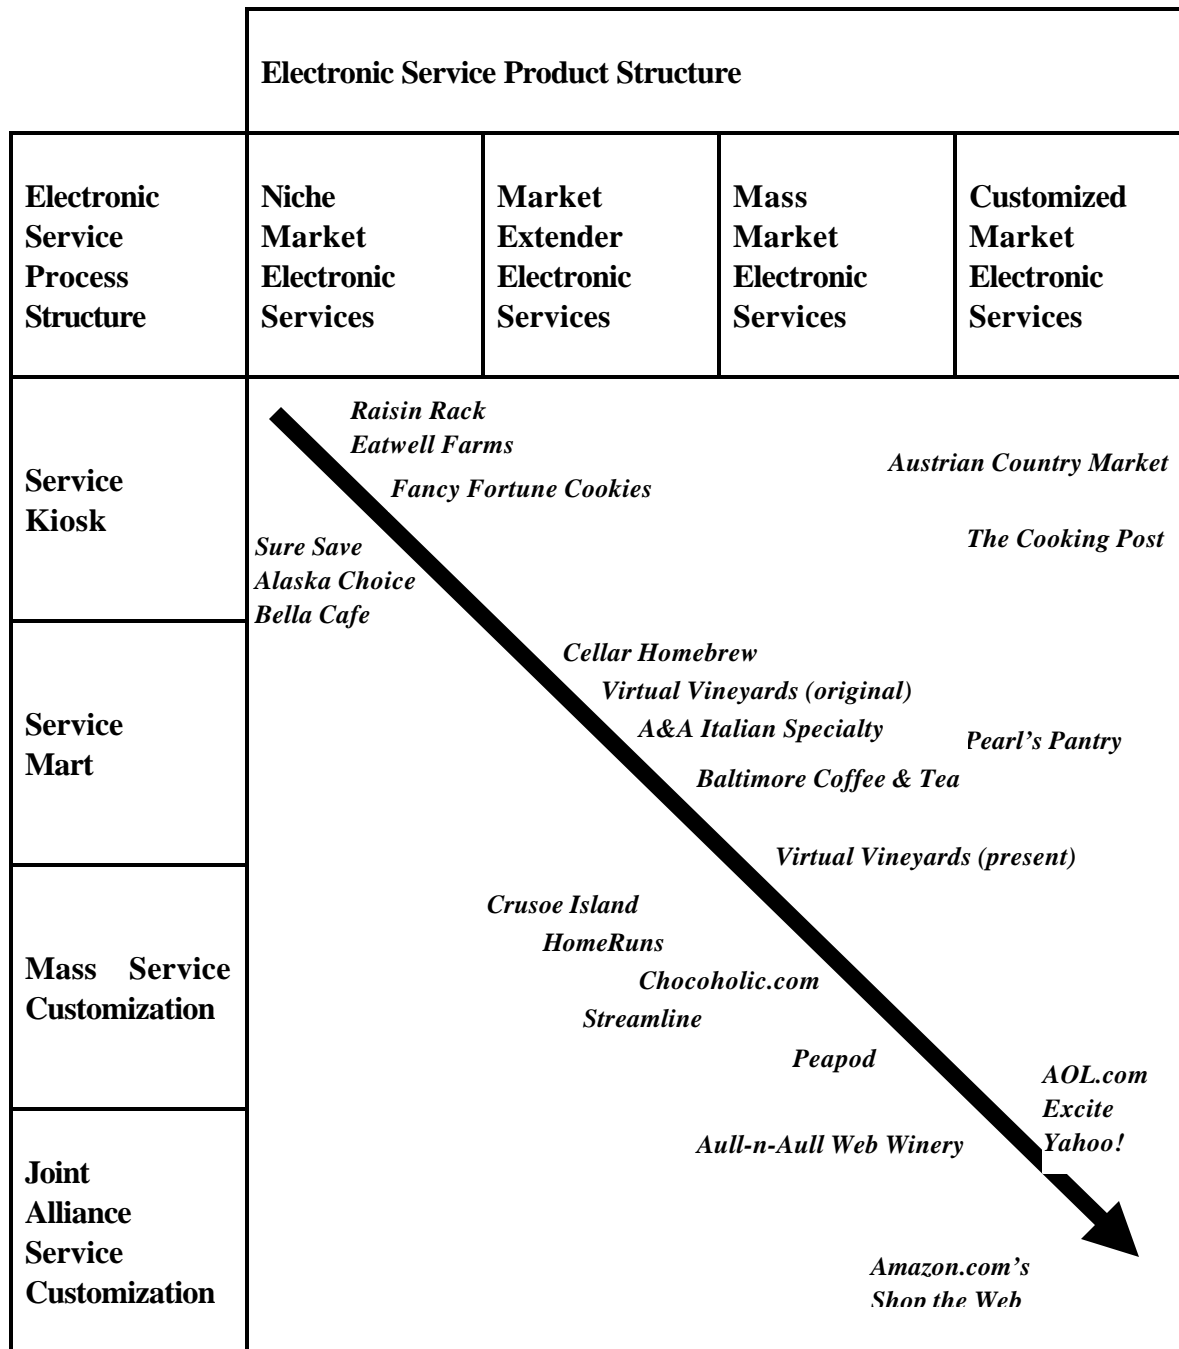 Electronic Service Product Structure
Electronic
Service
Process
Structure
Niche
Market
Electronic
Services
Market
Extender
Electronic
Services
Mass
Market
Electronic
Services
Customized
Market
Electronic
Services
Service
Kiosk
Raisin Rack
Eatwell Farms
Fancy Fortune Cookies
Austrian Country Market
The Cooking Post
Sure Save
Alaska Choice
Bella Cafe
Service
Mart
Cellar Homebrew
Virtual Vineyards (original)
A&A Italian Specialty
Pearl's Pantry
Baltimore Coffee & Tea
Virtual Vineyards (present)
Mass Service
Customization
Crusoe Island
HomeRuns
Chocoholic.com
Streamline
Peapod
AOL.com
Excite
Yahoo!
Joint
Alliance
Service
Customization
Aull-n-Aull Web Winery
Amazon.com's
Shop the Web